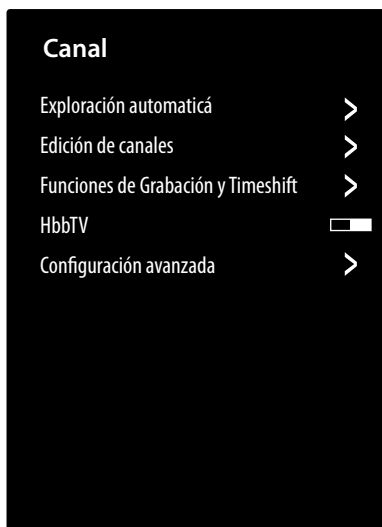 Canal
Exploración automaticá
Edición de canales
Funciones de Grabación y Timeshift
HbbTV
Configuración avanzada